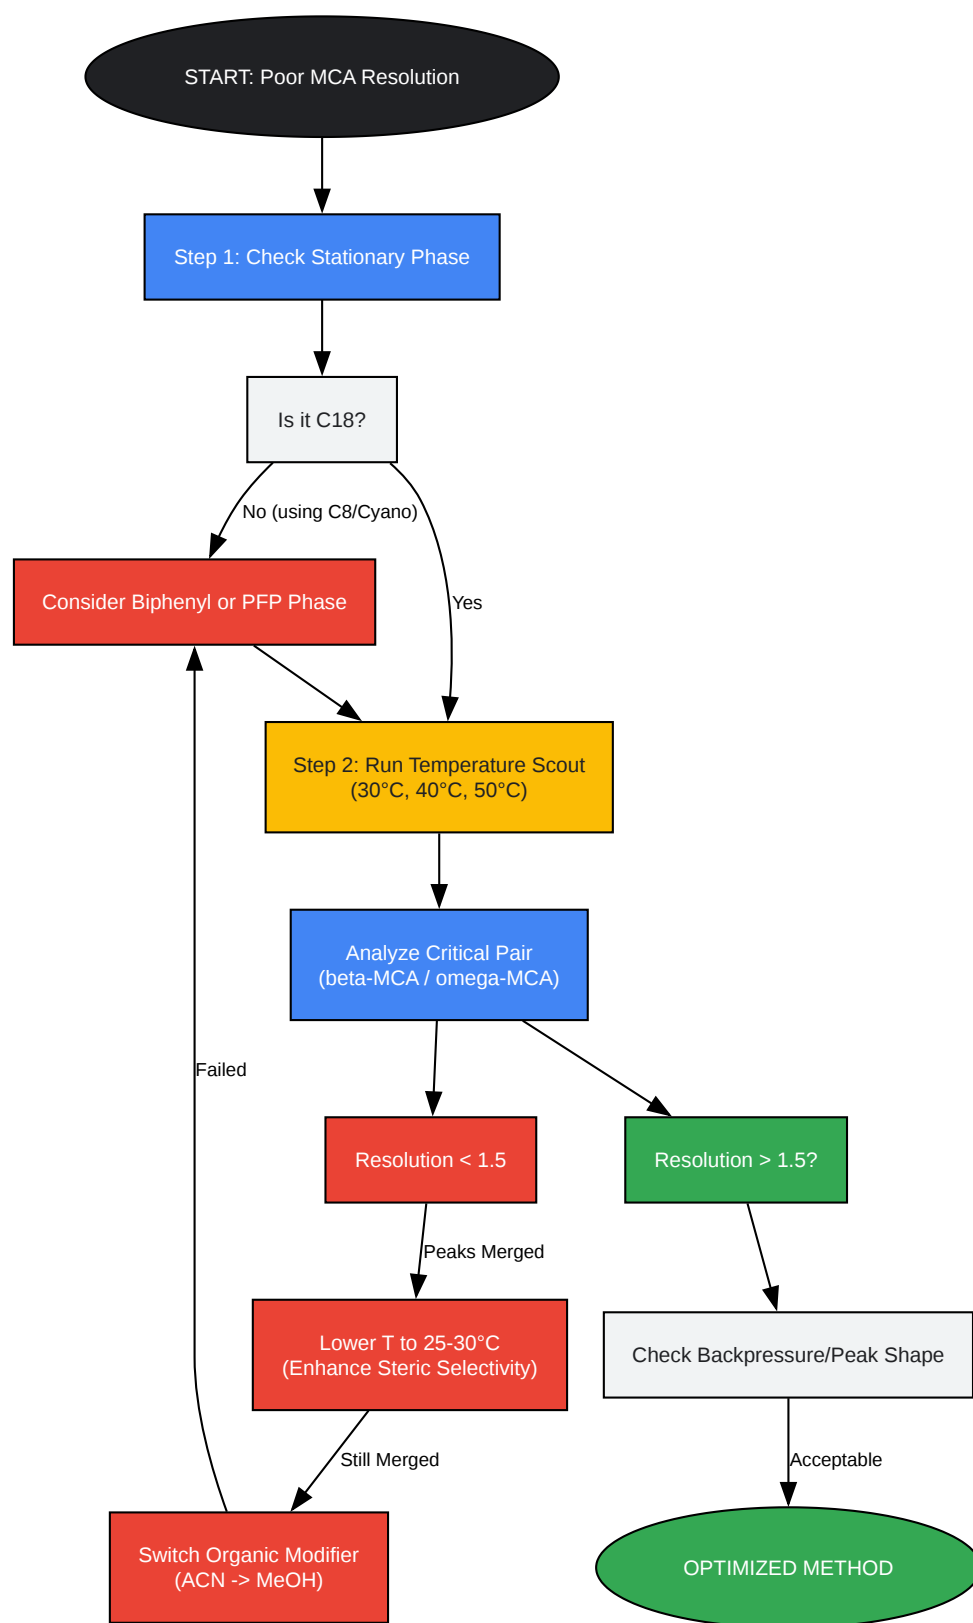 START: Poor MCA Resolution
Step 1: Check Stationary Phase
Is it C18?
No (using C8/Cyano)
Consider Biphenyl or PFP Phase
Yes
Step 2: Run Temperature Scout
(30°C, 40°C, 50°C)
Analyze Critical Pair
(beta-MCA / omega-MCA)
Failed
Resolution < 1.5
Resolution > 1.5?
Peaks Merged
Lower T to 25-30°C
(Enhance Steric Selectivity)
Check Backpressure/Peak Shape
Still Merged
Acceptable
Switch Organic Modifier
(ACN -> MeOH)
OPTIMIZED METHOD